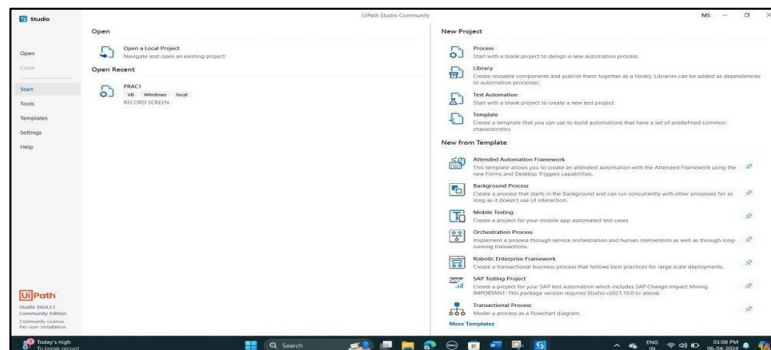 Studio
UiPath Studio Community
MS
Open
Close
Start
Tools
Templates
Settings
Help
Open
Open a Local Project
Navigate and open an existing project
Open Recent
PRAC1
VB Windows local
RECORD SCREEN
New Project
Process
Start with a blank project to design a new automation process.
Library
Create reusable components and publish them together as a library. Libraries can be added as dependencies
to automation processes.
Test Automation
Start with a blank project to create a new test project
Template
Create a template that you can use to build automations that have a set of predefined common
characteristics
New from Template
Attended Automation Framework
This template allows you to create an attended automation with the Attended Framework using the
new Forms and Desktop Triggers capabilities.
Background Process
Create a process that starts in the Background and can run concurrently with other processes for as
long as it doesn't use UI interaction.
Mobile Testing
Create a project for your mobile app automated test cases
Orchestration Process
Implement a process through service orchestration and human intervention as well as through long-
running transactions.
Robotic Enterprise Framework
Create a transactional business process that follows best practices for large scale deployments.
SAP Testing Project
Create a project for your SAP test automation which includes SAP Change Impact Mining.
IMPORTANT: This package version requires Studio v2021.10.0 or above.
Transactional Process
Model a process as a flowchart diagram.
More Templates
UiPath
Studio 2024.2.1
Community Edition
Community License
Per-user installation
Today's high
To break record
Search
ENG
IN
01:08 PM
06-04-2024